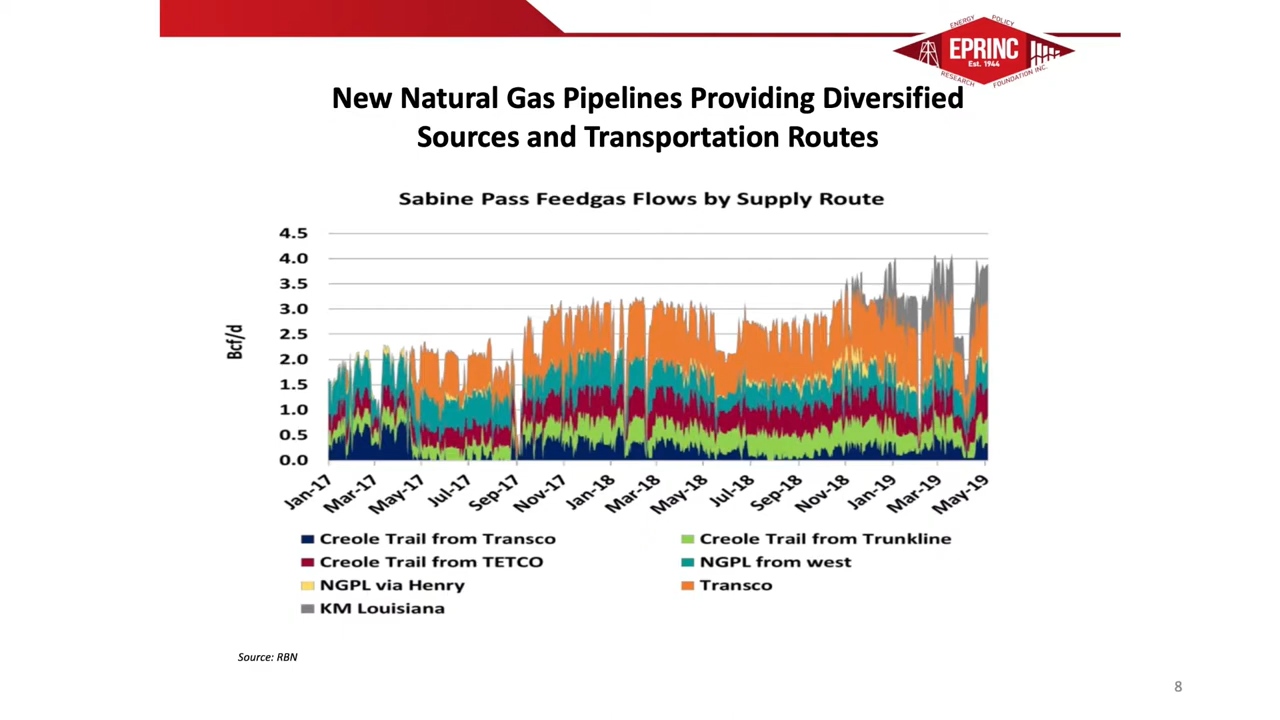 ENERGY POLICY
EPRINC
Est. 1944
RESEARCH FOUNDATION INC.
New Natural Gas Pipelines Providing Diversified
Sources and Transportation Routes
Sabine Pass Feedgas Flows by Supply Route
Bcf/d
4.5
4.0
3.5
3.0
2.5
2.0
1.5
1.0
0.5
0.0
Jan-17 Mar-17 May-17 Jul-17 Sep-17 Nov-17 Jan-18 Mar-18 May-18 Jul-18 Sep-18 Nov-18 Jan-19 Mar-19 May-19
Creole Trail from Transco Creole Trail from Trunkline
Creole Trail from TETCO NGPL from west
NGPL via Henry Transco
KM Louisiana
Source: RBN
8